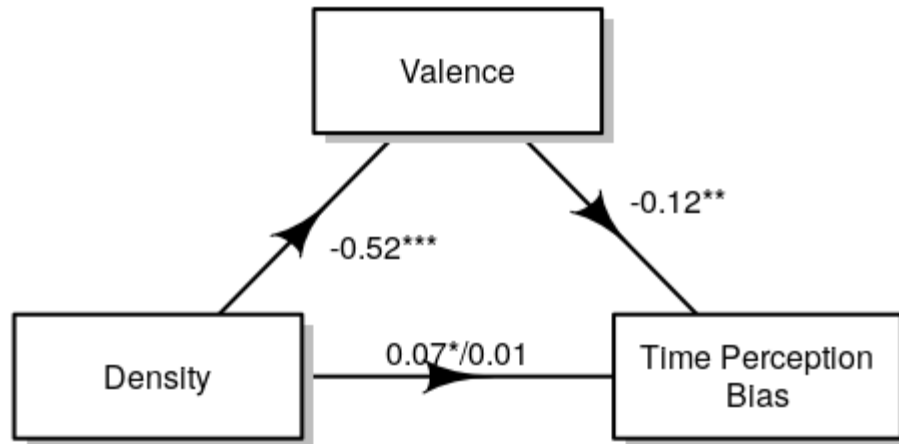 Valence
-0.12**
-0.52***
0.07*/0.01
Density
Time Perception
Bias